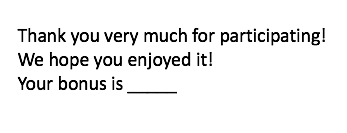 Thank you very much for participating!
We hope you enjoyed it!
Your bonus is _____